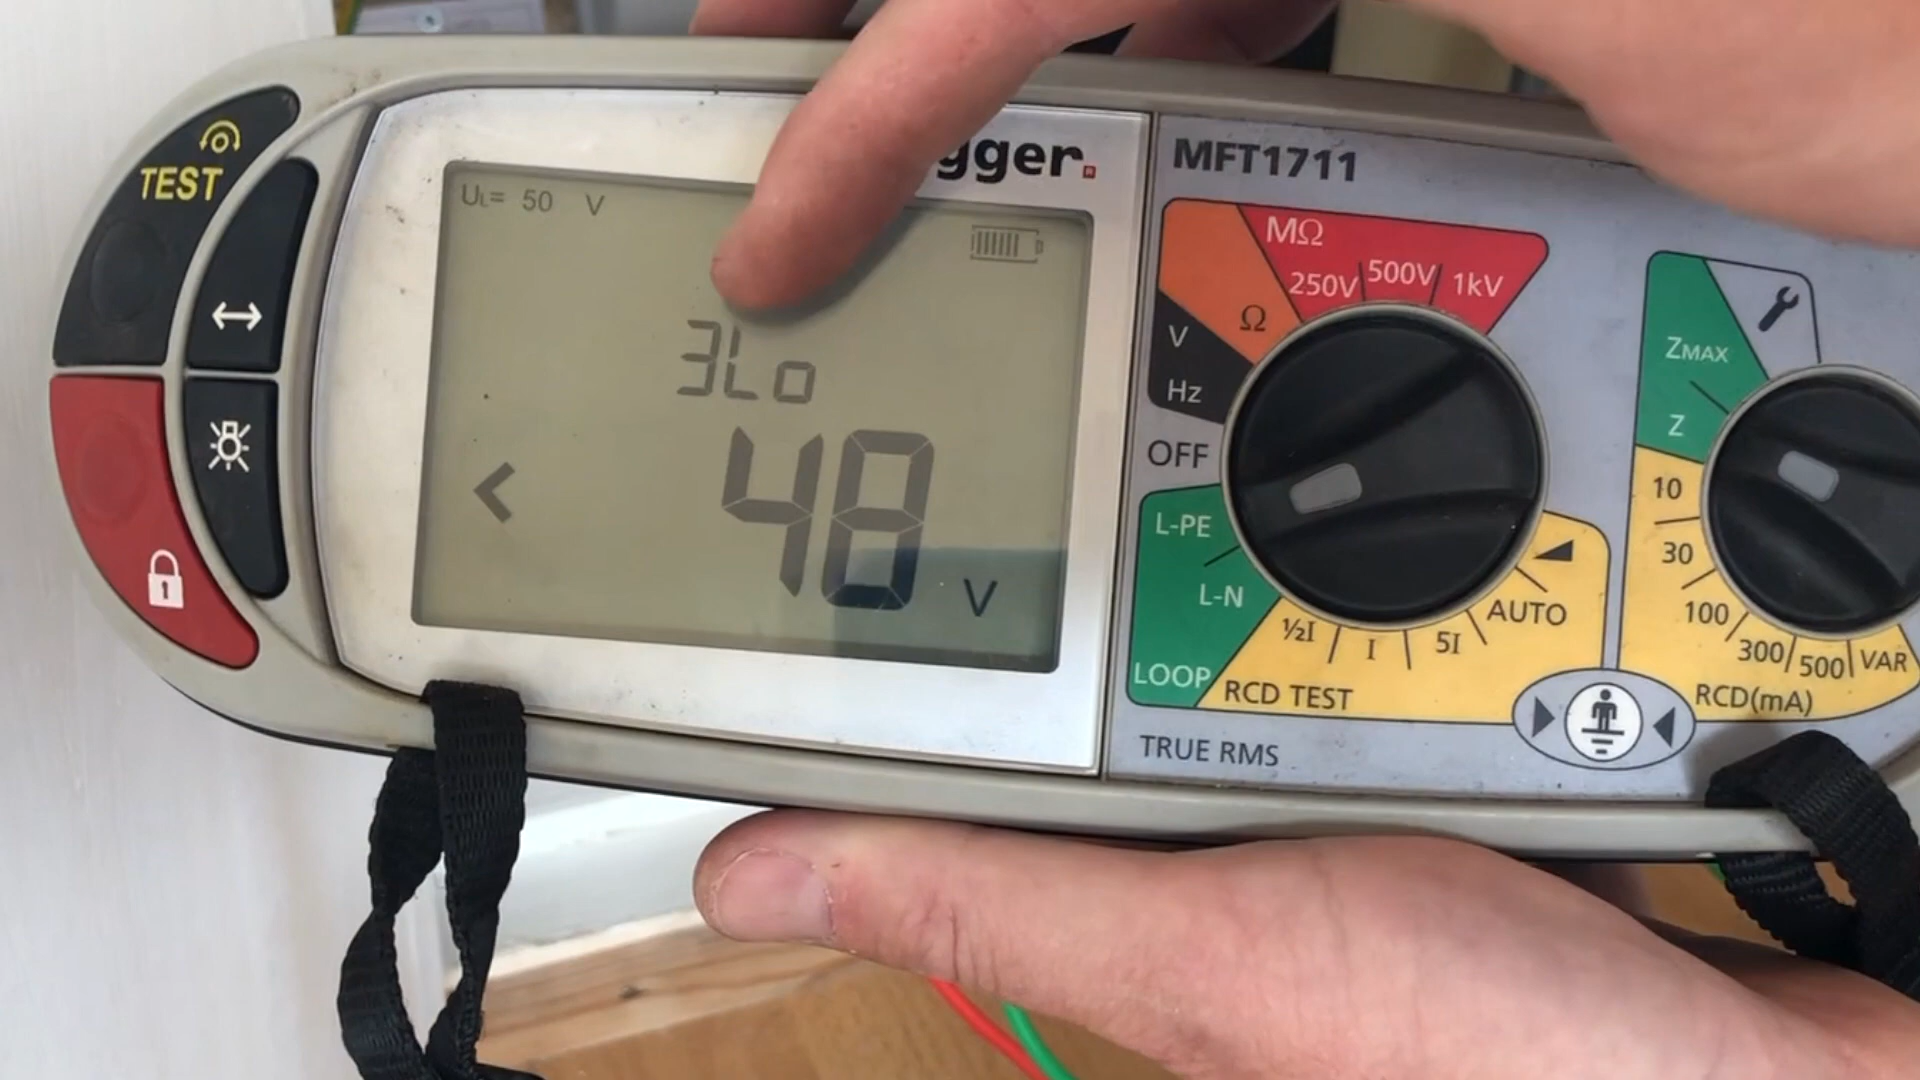 TEST
UL= 50 V
3Lo
< 48 V
gger.
MFT1711
MΩ
250V 500V 1kV
Ω
V
Hz
OFF
L-PE
L-N
LOOP
½I
I
5I
AUTO
RCD TEST
TRUE RMS
ZMAX
Z
10
30
100
300
500
VAR
RCD(mA)